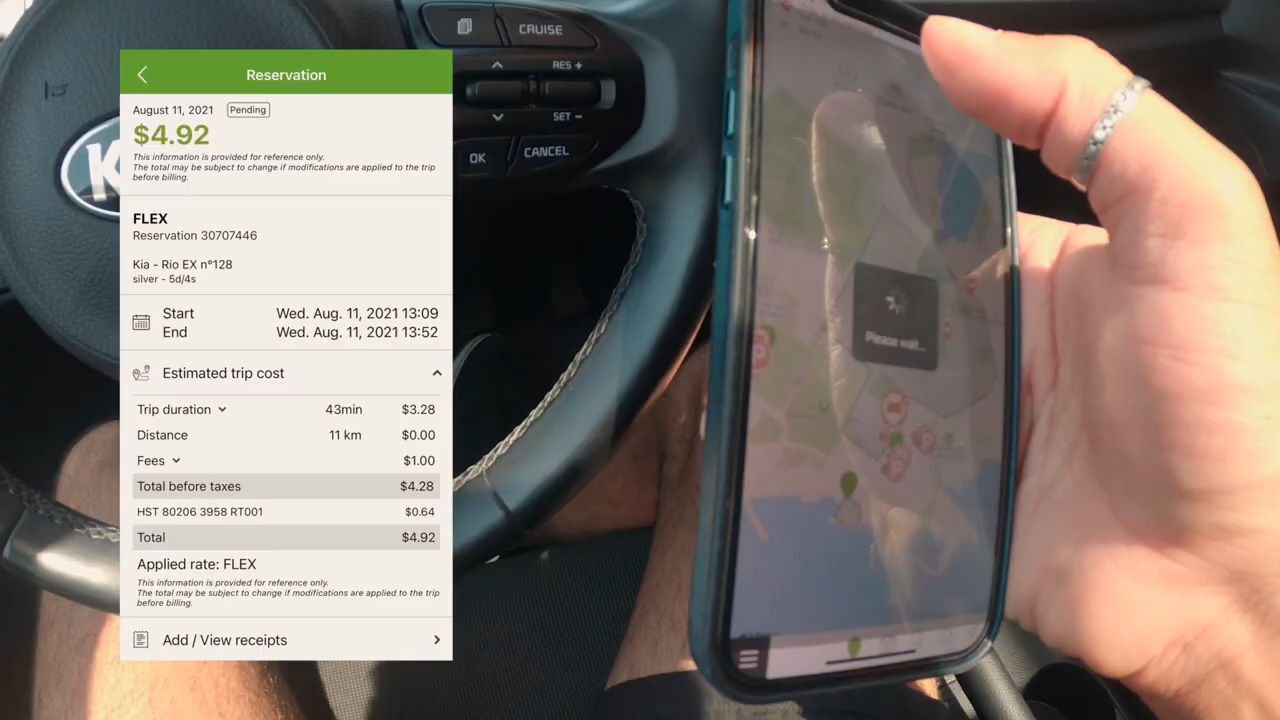 Reservation
August 11, 2021 Pending
$4.92
This information is provided for reference only.
The total may be subject to change if modifications are applied to the trip
before billing.
FLEX
Reservation 30707446
Kia - Rio EX n°128
silver - 5d/4s
Start Wed. Aug. 11, 2021 13:09
End Wed. Aug. 11, 2021 13:52
Estimated trip cost
Trip duration 43min $3.28
Distance 11 km $0.00
Fees $1.00
Total before taxes $4.28
HST 80206 3958 RT001 $0.64
Total $4.92
Applied rate: FLEX
This information is provided for reference only.
The total may be subject to change if modifications are applied to the trip
before billing.
Add / View receipts
K
CRUISE
RES +
SET -
OK CANCEL
Please wait...
P
P
P